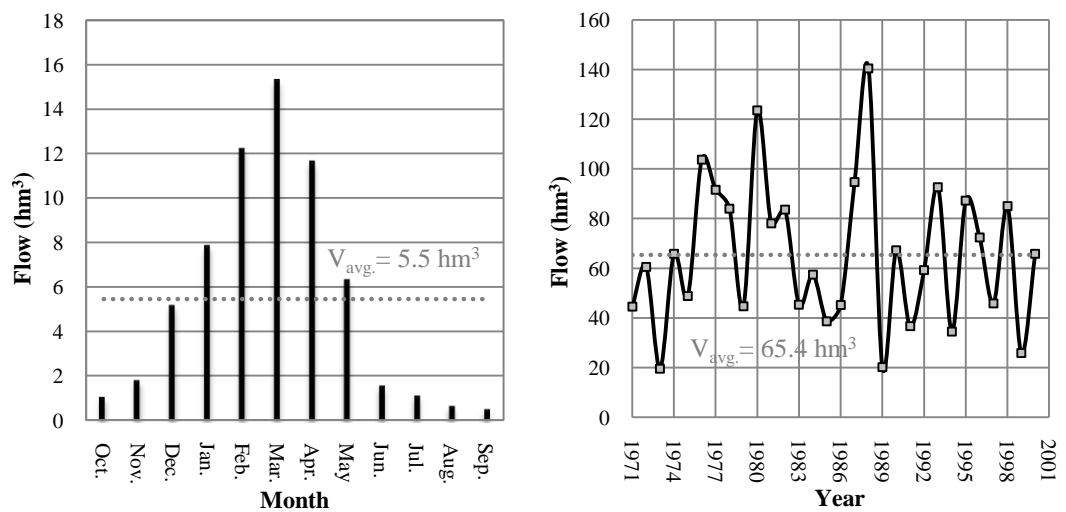 18
16
14
12
10
8
6
4
2
0
Flow (hm³)
V avg.= 5.5 hm³
Oct.
Nov.
Dec.
Jan.
Feb.
Mar.
Apr.
May
Jun.
Jul.
Aug.
Sep.
Month
160
140
120
100
80
60
40
20
0
Flow (hm³)
V avg.= 65.4 hm³
1971
1974
1977
1980
1983
1986
1989
1992
1995
1998
2001
Year